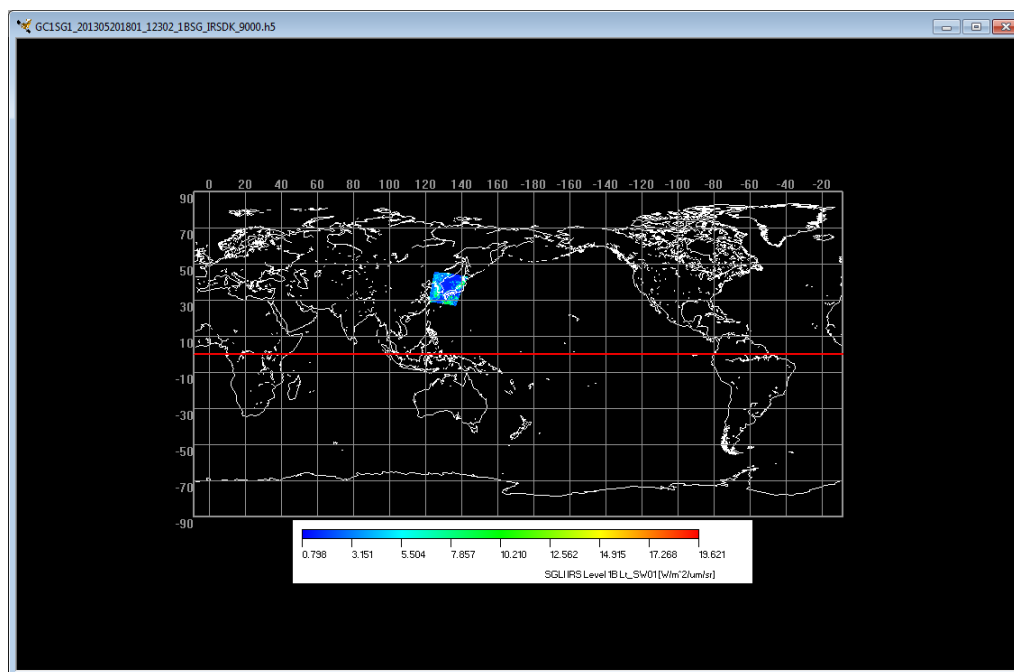 GC1SG1_201305201801_12302_1BSG_IRSDK_9000.h5
0 20 40 60 80 100 120 140 160 180 -160 -140 -120 -100 -80 -60 -40 -20
90
70
50
30
10
-10
-30
-50
-70
-90
0.798 3.151 5.504 7.857 10.210 12.562 14.915 17.268 19.621
SGLI IRS Level 1B Lt_SW01 [W/m^2/um/sr]